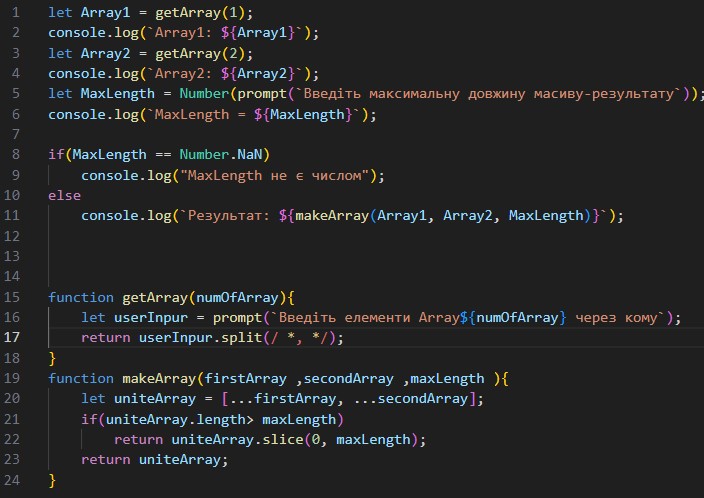 1 let Array1 = getArray(1);
2 console.log(`Array1: ${Array1}`);
3 let Array2 = getArray(2);
4 console.log(`Array2: ${Array2}`);
5 let MaxLength = Number(prompt(`Введіть максимальну довжину масиву-результату`));
6 console.log(`MaxLength = ${MaxLength}`);
7
8 if(MaxLength == Number.NaN)
9     console.log("MaxLength не є числом");
10 else
11     console.log(`Результат: ${makeArray(Array1, Array2, MaxLength)}`);
12
13
14
15 function getArray(numOfArray){
16     let userInpur = prompt(`Введіть елементи Array${numOfArray} через кому`);
17     return userInpur.split(/ *, */);
18 }
19 function makeArray(firstArray ,secondArray ,maxLength ){
20     let uniteArray = [...firstArray, ...secondArray];
21     if(uniteArray.length> maxLength)
22         return uniteArray.slice(0, maxLength);
23     return uniteArray;
24 }